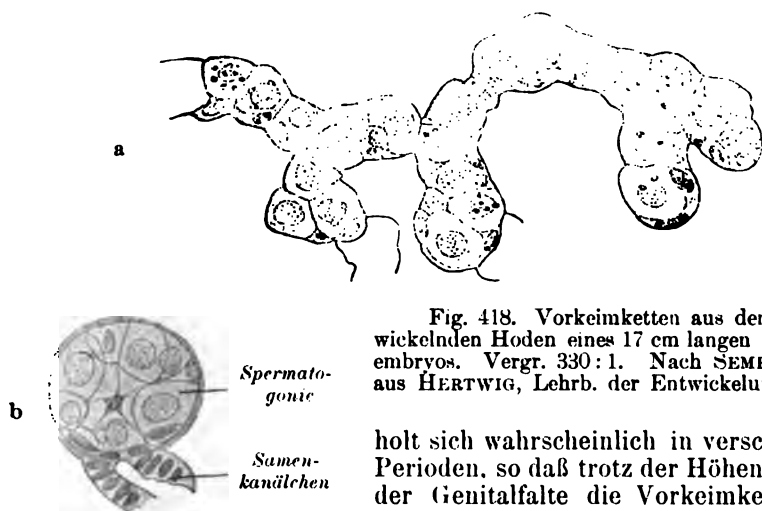 a
Fig. 418. Vorkeimketten aus
wickelnden Hoden eines 17 cm langen
embryos. Vergr. 330:1. Nach
aus HERTWIG, Lehrb. der Entwickelu
b
Spermato-
gonie
Samen-
kanälchen
holt sich wahrscheinlich in versc
Perioden, so daß trotz der Höhen
der Genitalfalte die Vorkeimke